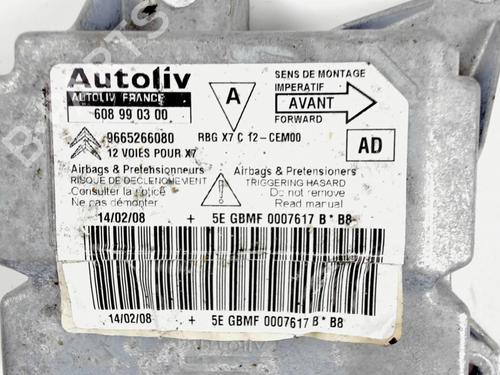 Autoliv
AUTOLIV FRANCE
608 99 03 00
A
SENS DE MONTAGE
IMPERATIF
AVANT
FORWARD
9665266080
RBG X7 C 12-CEM00
12 VOIES POUR X7
AD
Airbags & Pretensionneurs
RISQUE DE DECLENCHEMENT
Consulter la notice
Ne pas démonter
Airbags & Pretensioners
TRIGGERING HASARD
Do not remove
Read manual
14/02/08 + 5E GBMF 0007617 B * B8
14/02/08 + 5E GBMF 0007617 B * B8